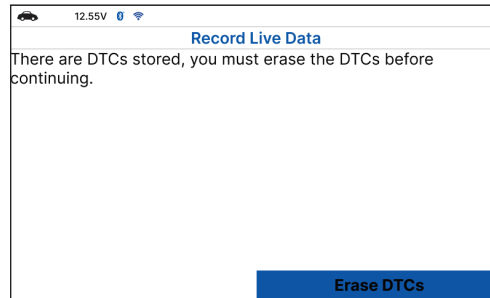 12.55V
Record Live Data
There are DTCs stored, you must erase the DTCs before
continuing.
Erase DTCs